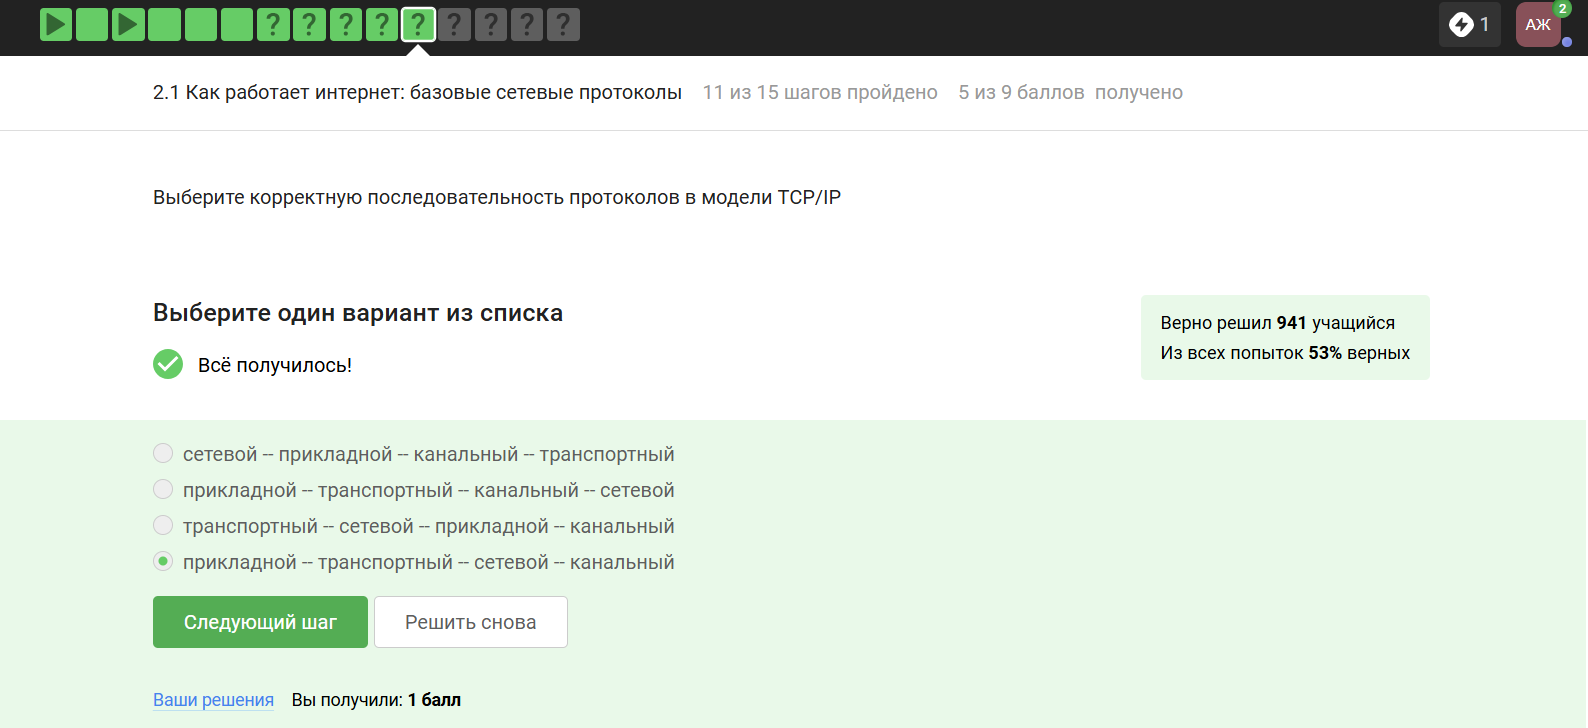 ? ? ? ? ? ? ? ? ?
1
АЖ
2
2.1 Как работает интернет: базовые сетевые протоколы 11 из 15 шагов пройдено 5 из 9 баллов получено
Выберите корректную последовательность протоколов в модели TCP/IP
Выберите один вариант из списка
Всё получилось!
Верно решил 941 учащийся
Из всех попыток 53% верных
сетевой -- прикладной -- канальный -- транспортный
прикладной -- транспортный -- канальный -- сетевой
транспортный -- сетевой -- прикладной -- канальный
прикладной -- транспортный -- сетевой -- канальный
Следующий шаг Решить снова
Ваши решения Вы получили: 1 балл